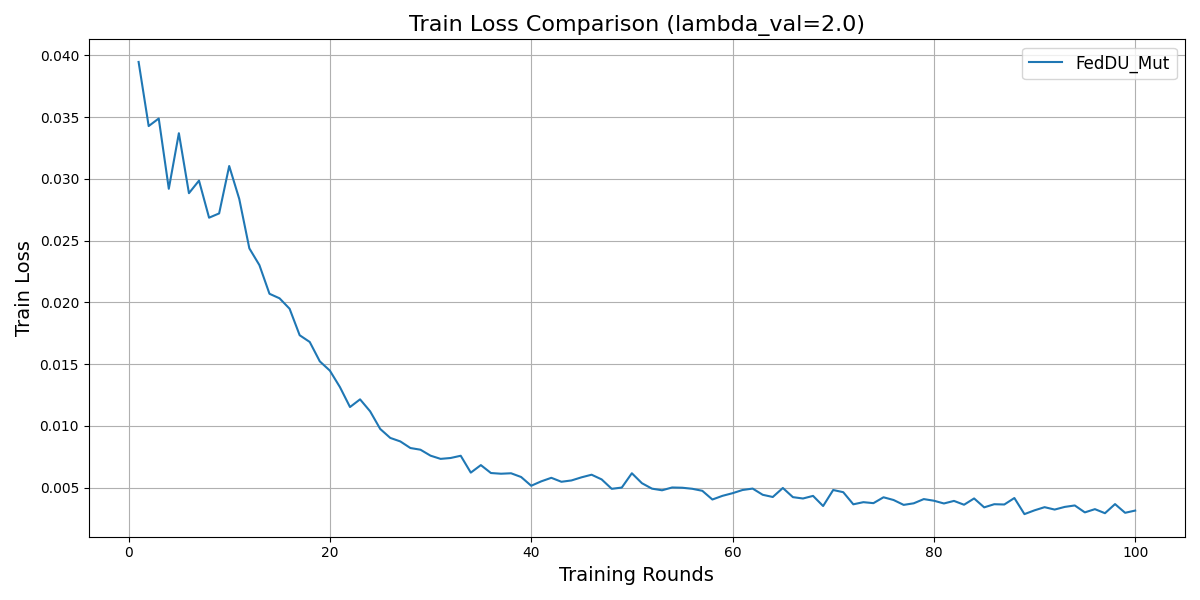 Train Loss Comparison (lambda_val=2.0)
FedDU_Mut
0.040
0.035
0.030
0.025
0.020
0.015
0.010
0.005
Train Loss
0 20 40 60 80 100
Training Rounds